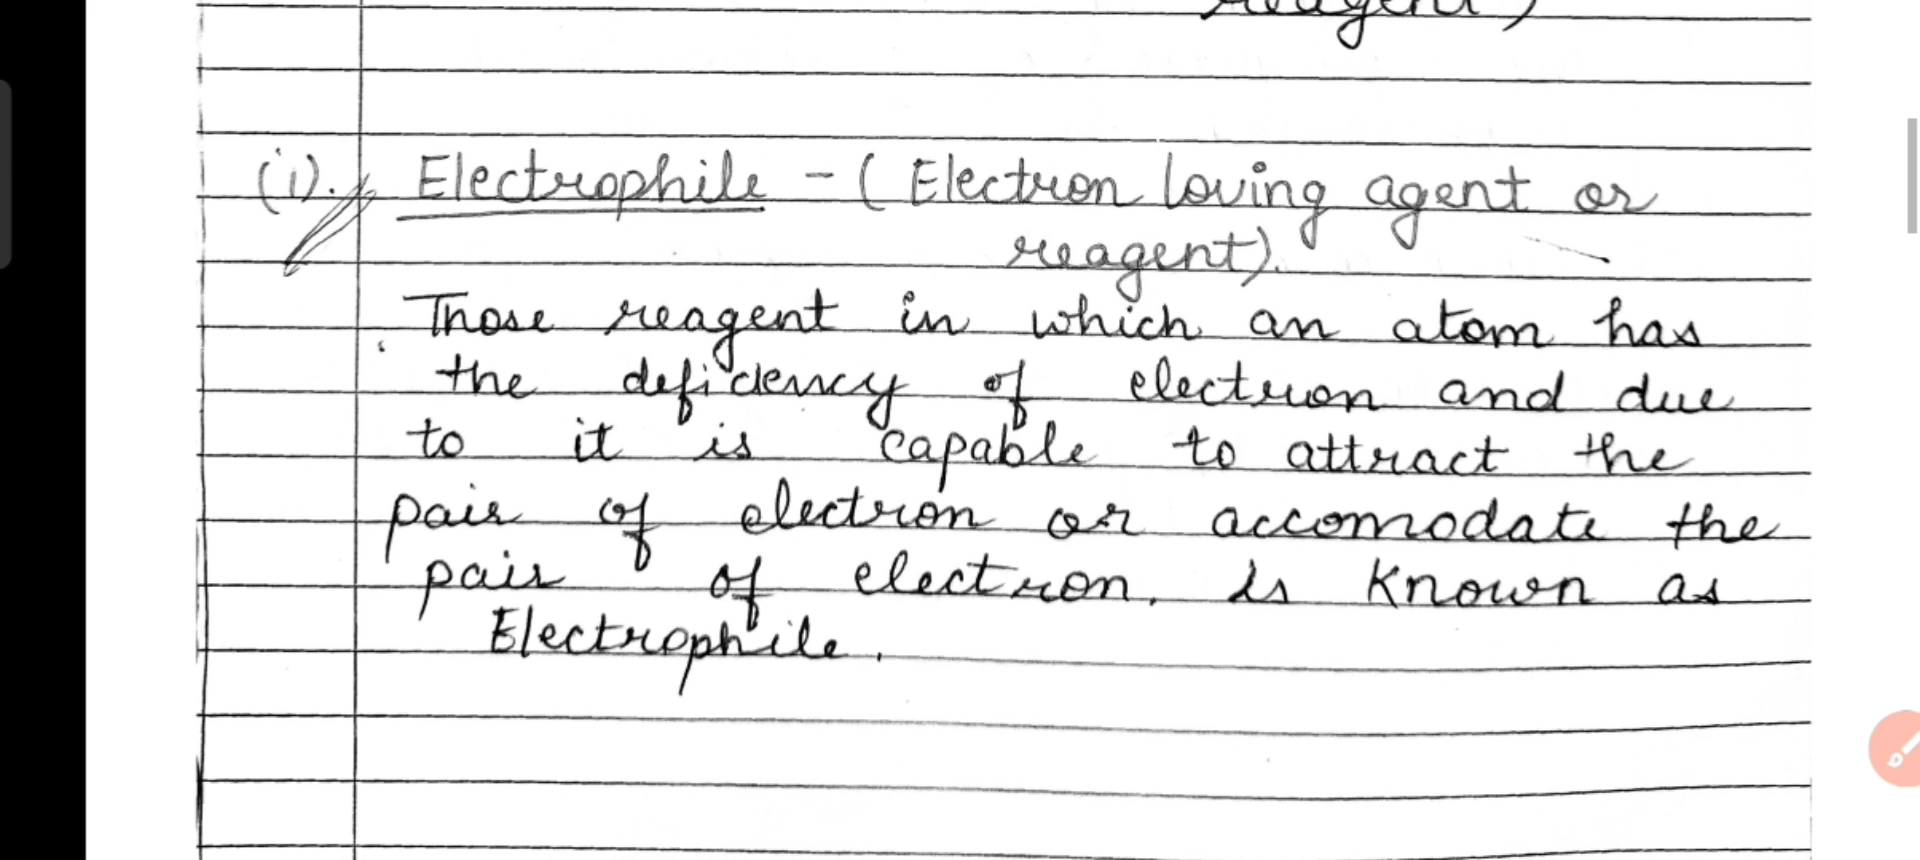 reagent)
(i). Electrophile - (Electron loving agent or
reagent).
Those reagent in which an atom has
the deficiency of electron and due
to it is capable to attract the
pair of electron or accomodate the
pair of electron. is known as
Electrophile.